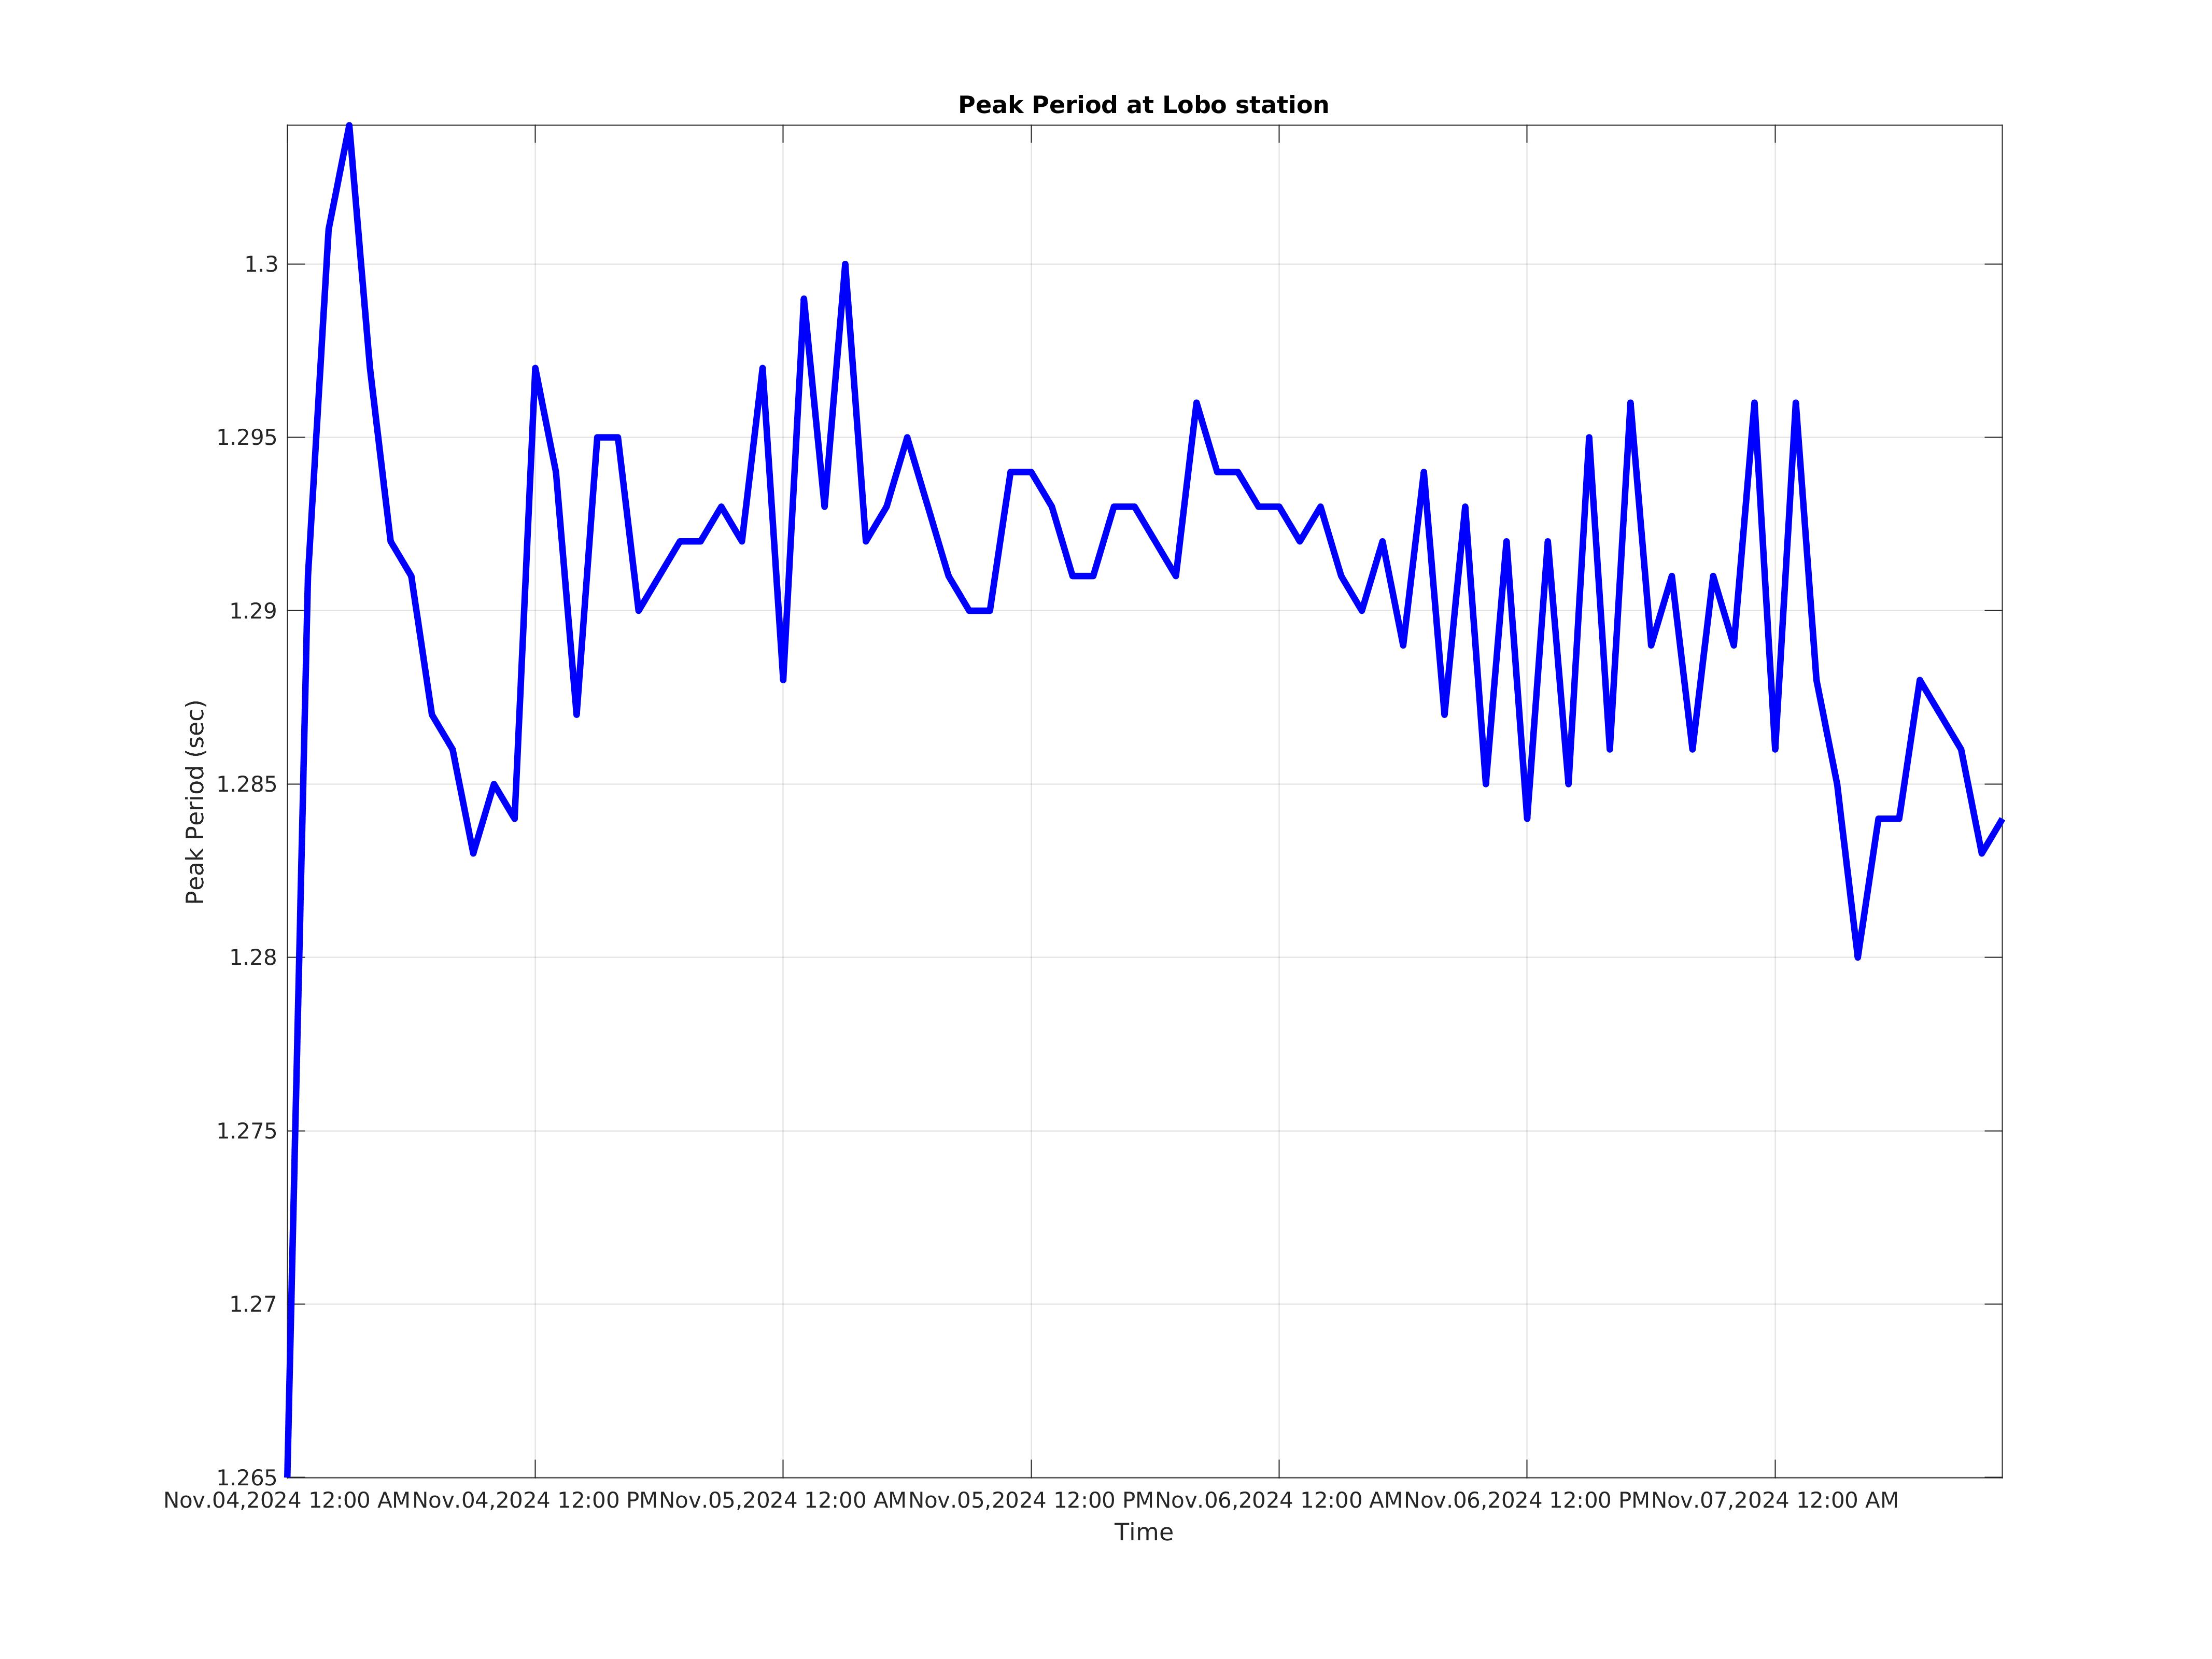 Peak Period at Lobo station
Peak Period (sec)
1.3
1.295
1.29
1.285
1.28
1.275
1.27
1.265
Nov.04,2024 12:00 AM Nov.04,2024 12:00 PM Nov.05,2024 12:00 AM Nov.05,2024 12:00 PM Nov.06,2024 12:00 AM Nov.06,2024 12:00 PM Nov.07,2024 12:00 AM
Time